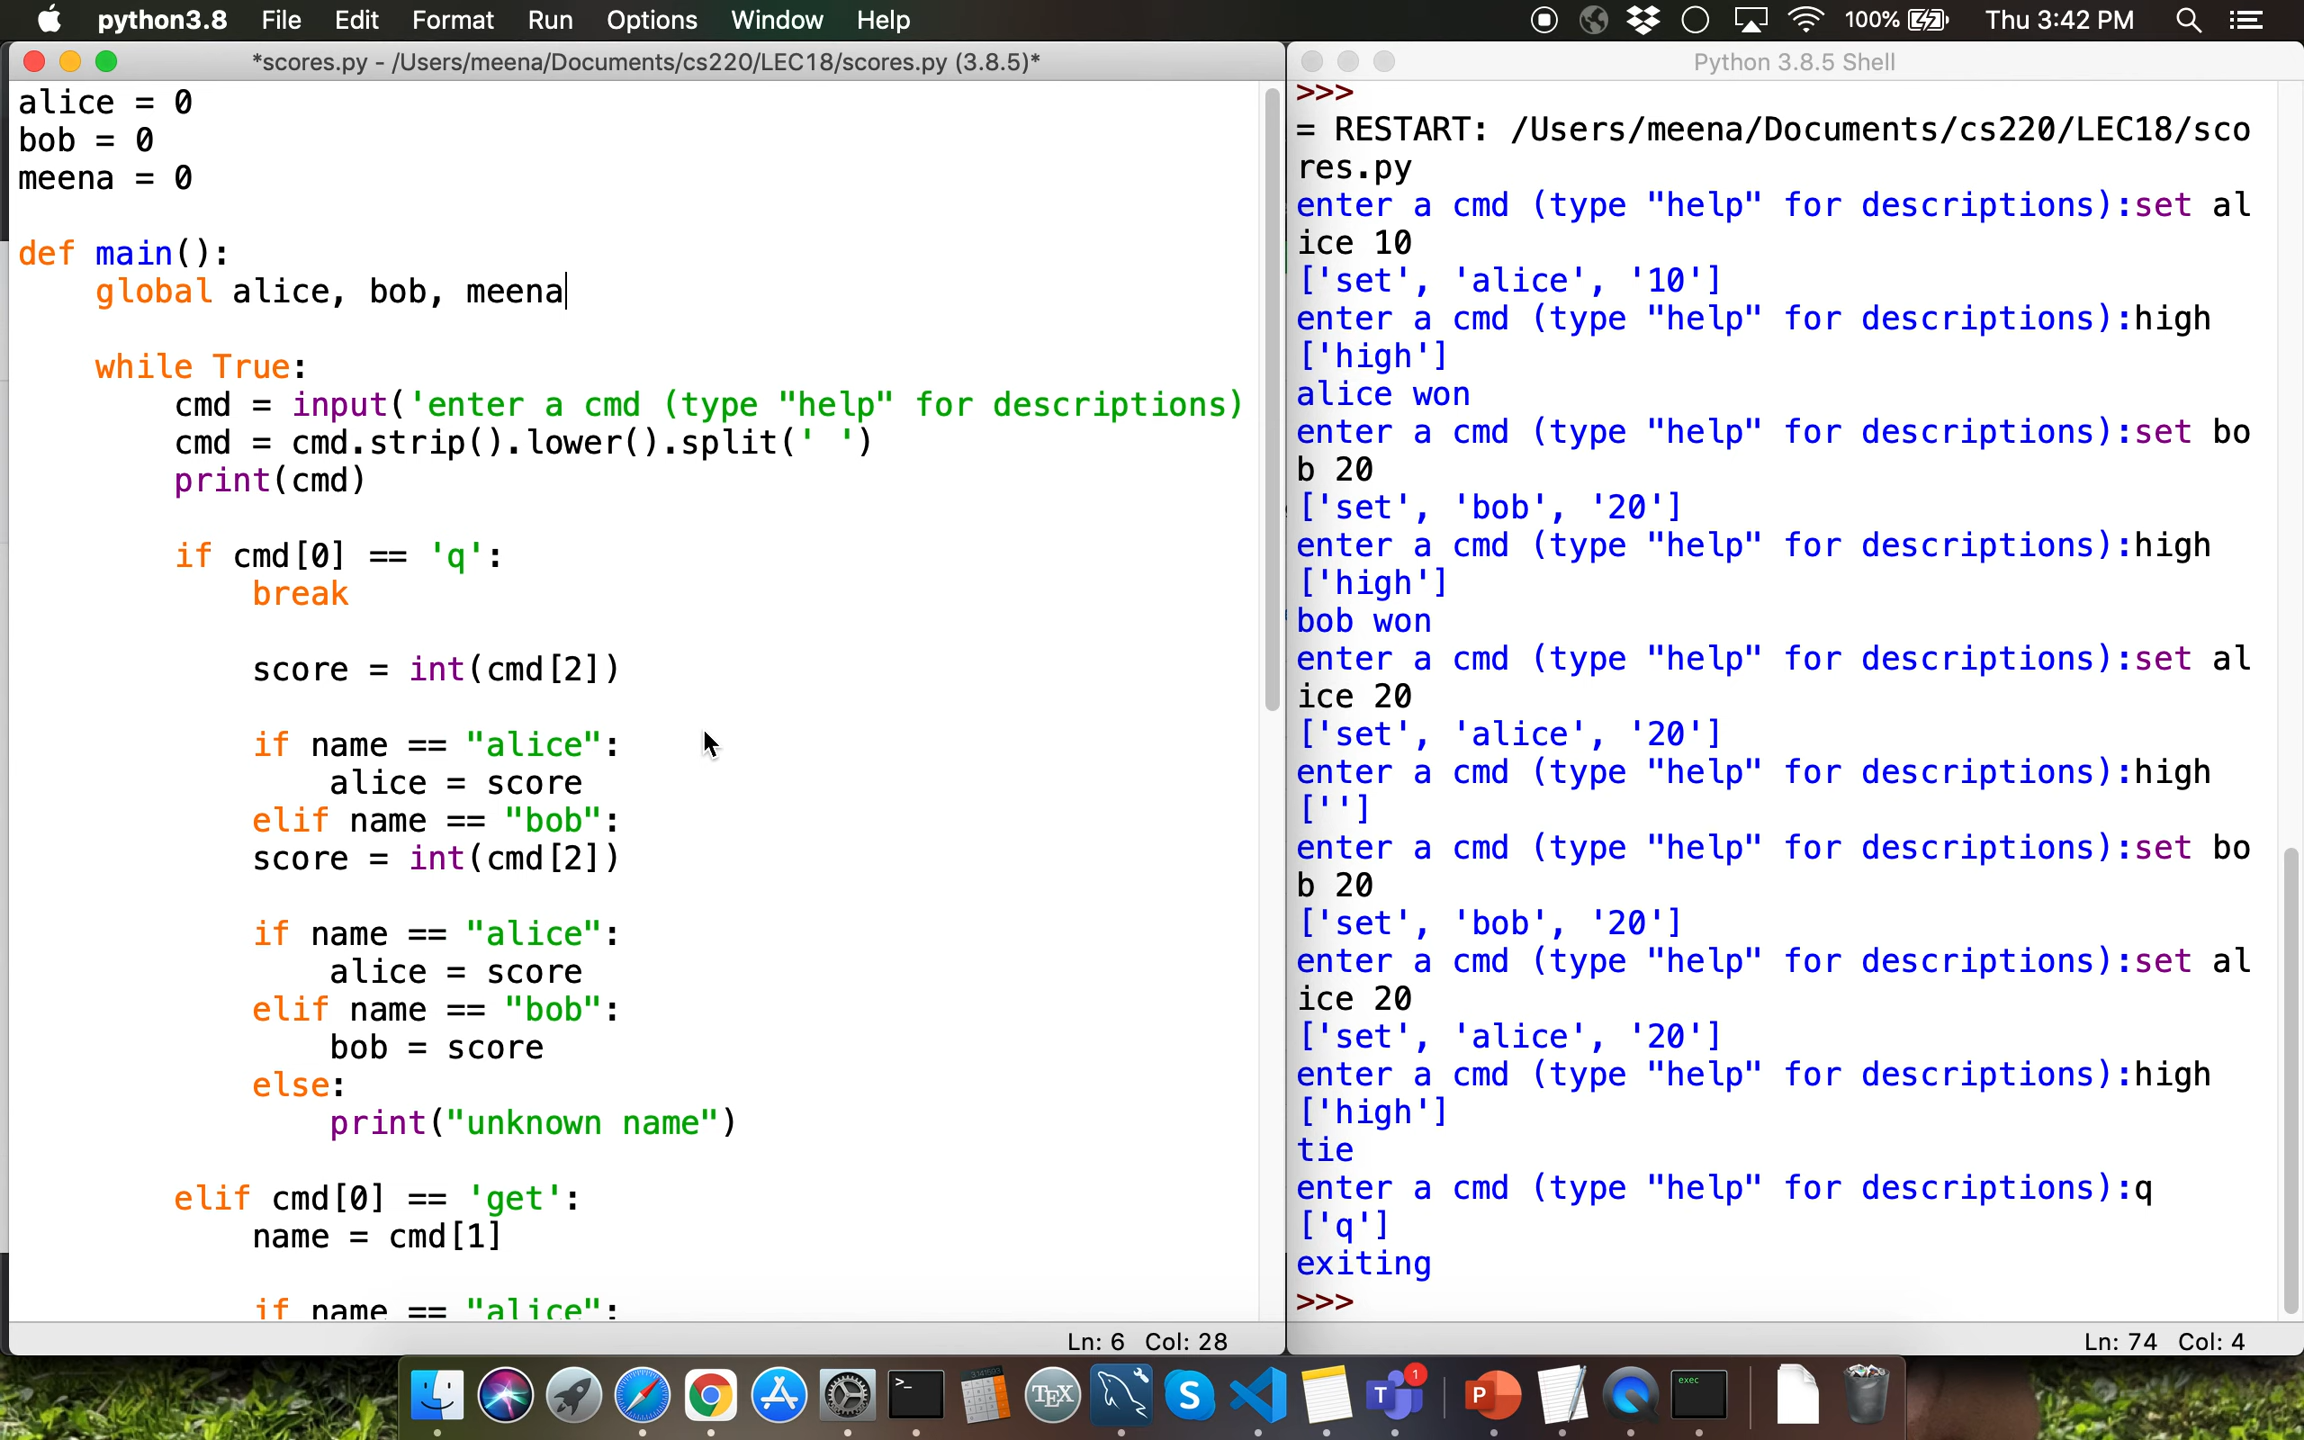 python3.8 File Edit Format Run Options Window Help 100% Thu 3:42 PM
*scores.py - /Users/meena/Documents/cs220/LEC18/scores.py (3.8.5)*
alice = 0
bob = 0
meena = 0
def main():
global alice, bob, meena
while True:
cmd = input('enter a cmd (type "help" for descriptions)
cmd = cmd.strip().lower().split(' ')
print(cmd)
if cmd[0] == 'q':
break
score = int(cmd[2])
if name == "alice":
alice = score
elif name == "bob":
score = int(cmd[2])
if name == "alice":
alice = score
elif name == "bob":
bob = score
else:
print("unknown name")
elif cmd[0] == 'get':
name = cmd[1]
if name == "alice":
Ln: 6 Col: 28
Python 3.8.5 Shell
>>>
= RESTART: /Users/meena/Documents/cs220/LEC18/sco
res.py
enter a cmd (type "help" for descriptions):set al
ice 10
['set', 'alice', '10']
enter a cmd (type "help" for descriptions):high
['high']
alice won
enter a cmd (type "help" for descriptions):set bo
b 20
['set', 'bob', '20']
enter a cmd (type "help" for descriptions):high
['high']
bob won
enter a cmd (type "help" for descriptions):set al
ice 20
['set', 'alice', '20']
enter a cmd (type "help" for descriptions):high
['']
enter a cmd (type "help" for descriptions):set bo
b 20
['set', 'bob', '20']
enter a cmd (type "help" for descriptions):set al
ice 20
['set', 'alice', '20']
enter a cmd (type "help" for descriptions):high
['high']
tie
enter a cmd (type "help" for descriptions):q
['q']
exiting
>>>
Ln: 74 Col: 4
>_
TEX
S
T
1
P
exec